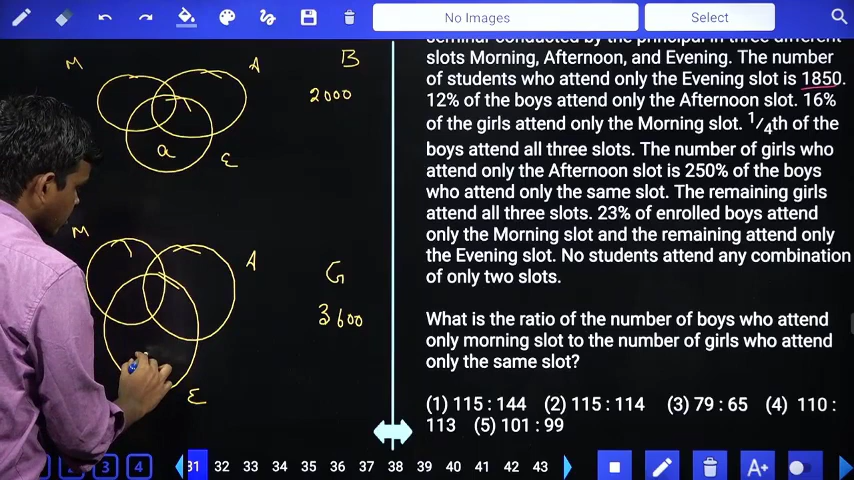 No Images
Select
seminar conducted by the principal in three different
slots Morning, Afternoon, and Evening. The number
of students who attend only the Evening slot is 1850.
12% of the boys attend only the Afternoon slot. 16%
of the girls attend only the Morning slot. 1/4th of the
boys attend all three slots. The number of girls who
attend only the Afternoon slot is 250% of the boys
who attend only the same slot. The remaining girls
attend all three slots. 23% of enrolled boys attend
only the Morning slot and the remaining attend only
the Evening slot. No students attend any combination
of only two slots.
What is the ratio of the number of boys who attend
only morning slot to the number of girls who attend
only the same slot?
(1) 115 : 144 (2) 115 : 114 (3) 79 : 65 (4) 110 :
113 (5) 101 : 99
M
A
B
2000
a
E
M
A
G
3600
E
3 4
31 32 33 34 35 36 37 38 39 40 41 42 43
A+